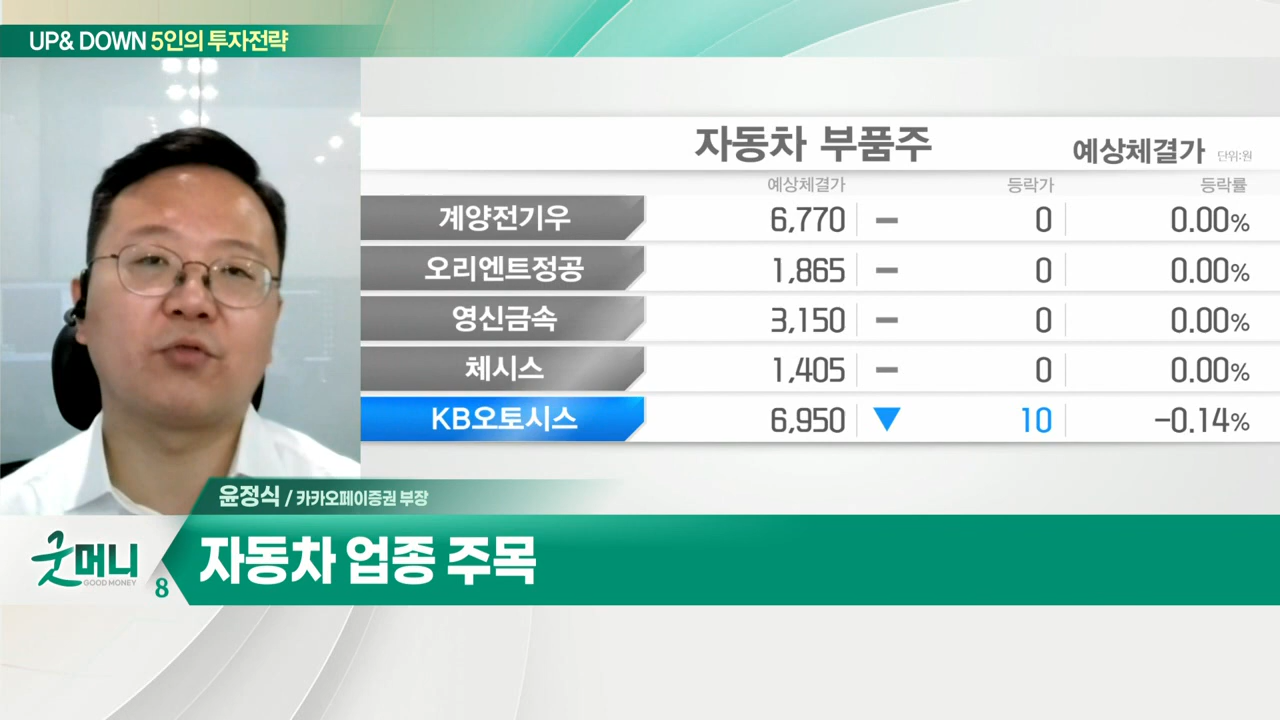 UP& DOWN 5인의 투자전략
자동차 부품주 예상체결가 단위:원
예상체결가 등락가 등락률
계양전기우 6,770 0 0.00%
오리엔트정공 1,865 0 0.00%
영신금속 3,150 0 0.00%
체시스 1,405 0 0.00%
KB오토시스 6,950 ▼ 10 -0.14%
윤정식 / 카카오페이증권 부장
굿머니
GOOD MONEY
8
자동차 업종 주목